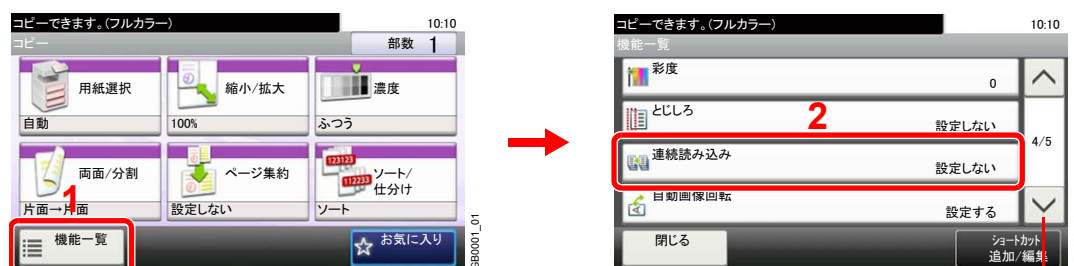 コピーできます。(フルカラー)
10:10
コピー
部数 1
用紙選択
自動
縮小/拡大
100%
濃度
ふつう
両面/分割
片面→片面
ページ集約
設定しない
123123
112233
ソート/
仕分け
ソート
1
機能一覧
お気に入り
GB0001_01
コピーできます。(フルカラー)
10:10
機能一覧
彩度
0
とじしろ
設定しない
2
4/5
連続読み込み
設定しない
自動画像回転
設定する
閉じる
ショートカット
追加/編集